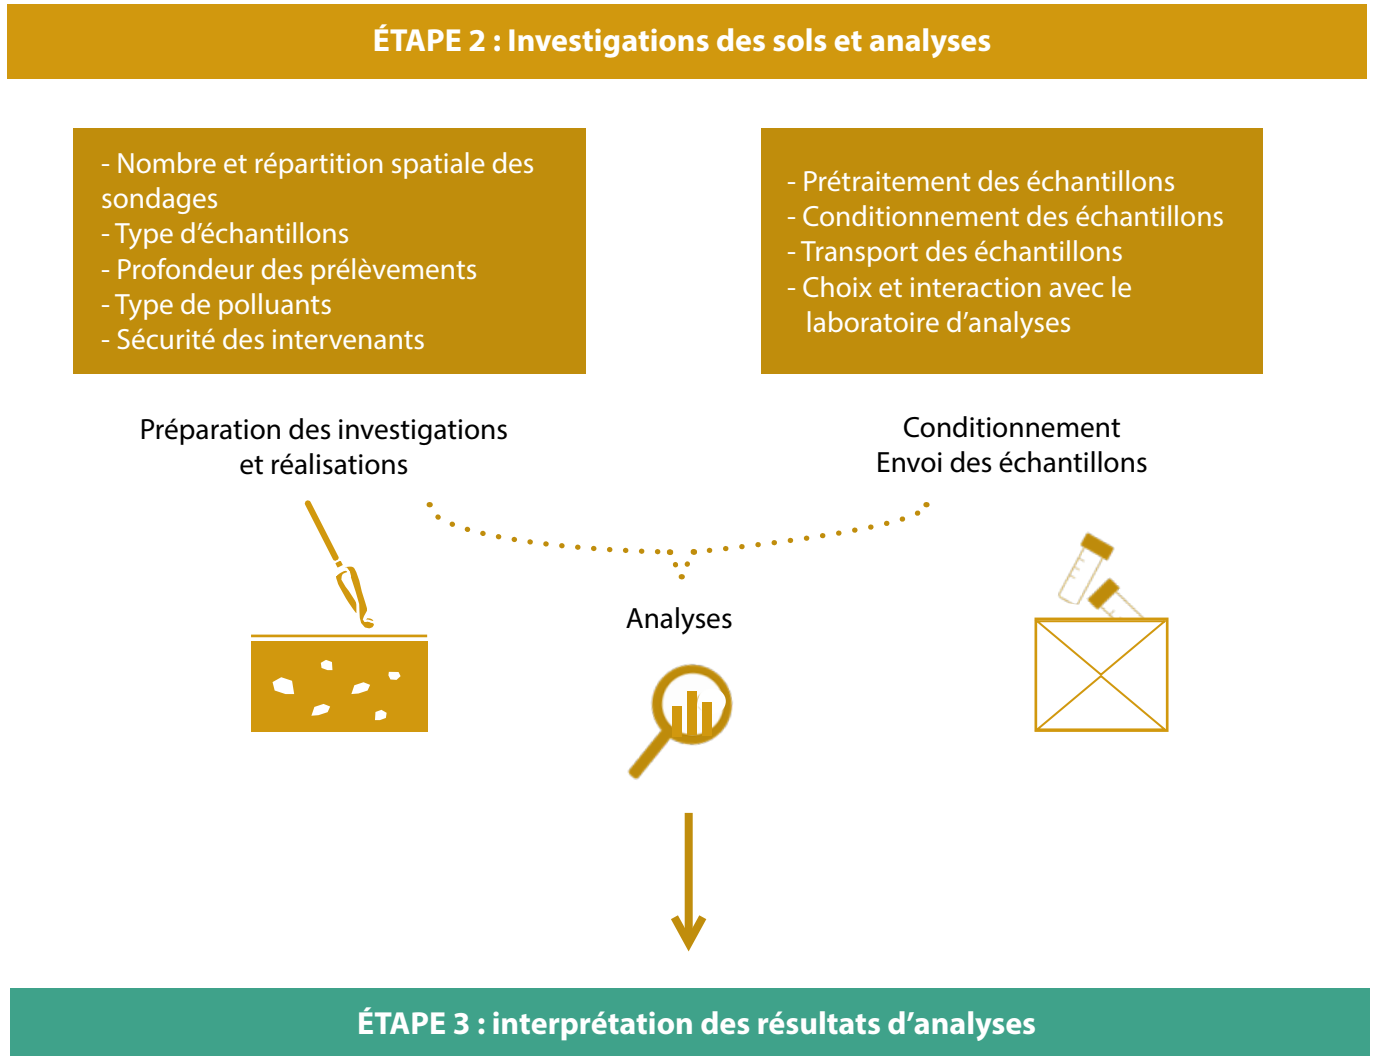 ÉTAPE 2 : Investigations des sols et analyses
- Nombre et répartition spatiale des
sondages
- Type d’échantillons
- Profondeur des prélèvements
- Type de polluants
- Sécurité des intervenants
- Prétraitement des échantillons
- Conditionnement des échantillons
- Transport des échantillons
- Choix et interaction avec le
laboratoire d’analyses
Préparation des investigations
et réalisations
Conditionnement
Envoi des échantillons
Analyses
ÉTAPE 3 : interprétation des résultats d’analyses